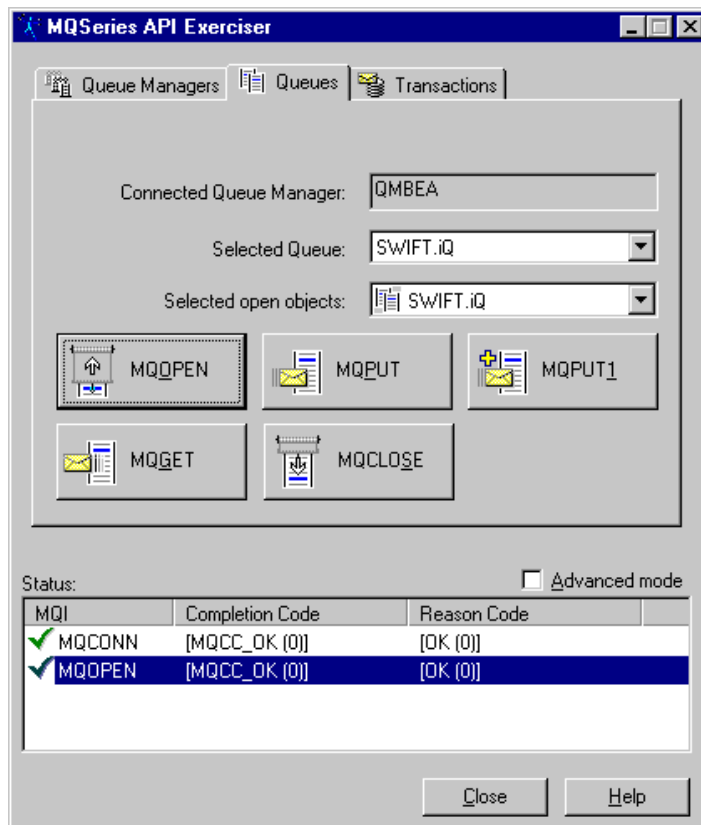 MQSeries API Exerciser
Queue Managers Queues Transactions
Connected Queue Manager: QMBEA
Selected Queue: SWIFT.iQ
Selected open objects: SWIFT.iQ
MQOPEN MQPUT MQPUT1
MQGET MQCLOSE
Status: Advanced mode
MQI Completion Code Reason Code
MQCONN [MQCC_OK (0)] [OK (0)]
MQOPEN [MQCC_OK (0)] [OK (0)]
Close Help